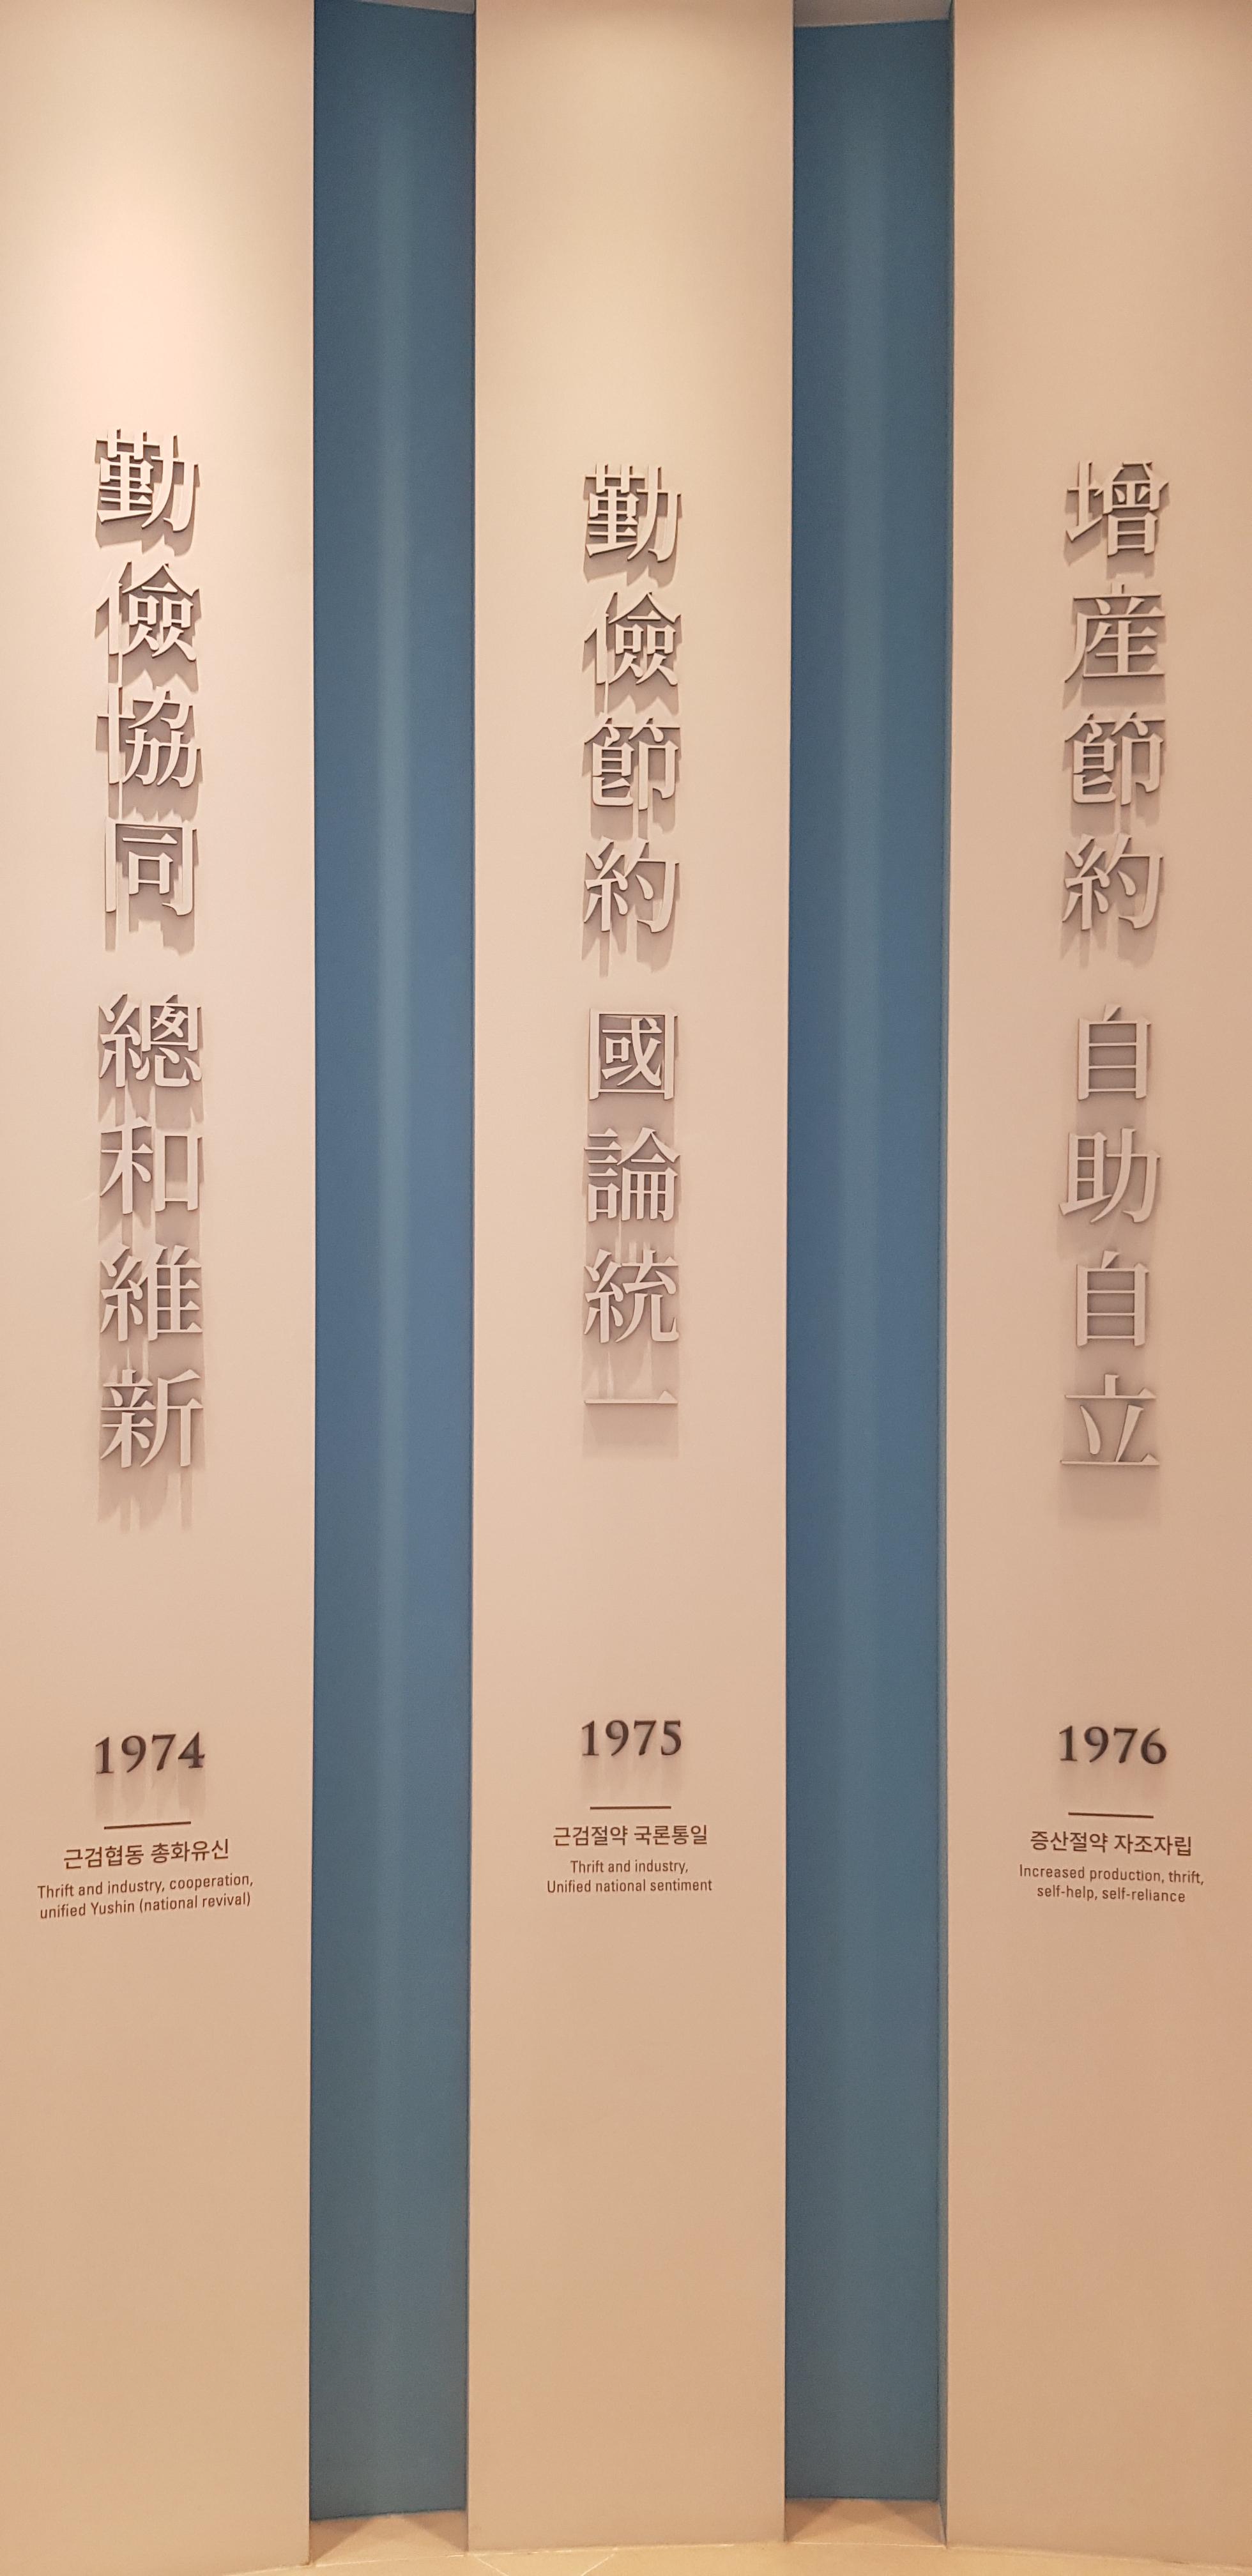 勤儉協同 總和維新
1974
근검협동 총화유신
Thrift and industry, cooperation,
unified Yushin (national revival)
勤儉節約 國論統一
1975
근검절약 국론통일
Thrift and industry,
Unified national sentiment
增産節約 自助自立
1976
증산절약 자조자립
Increased production, thrift,
self-help, self-reliance